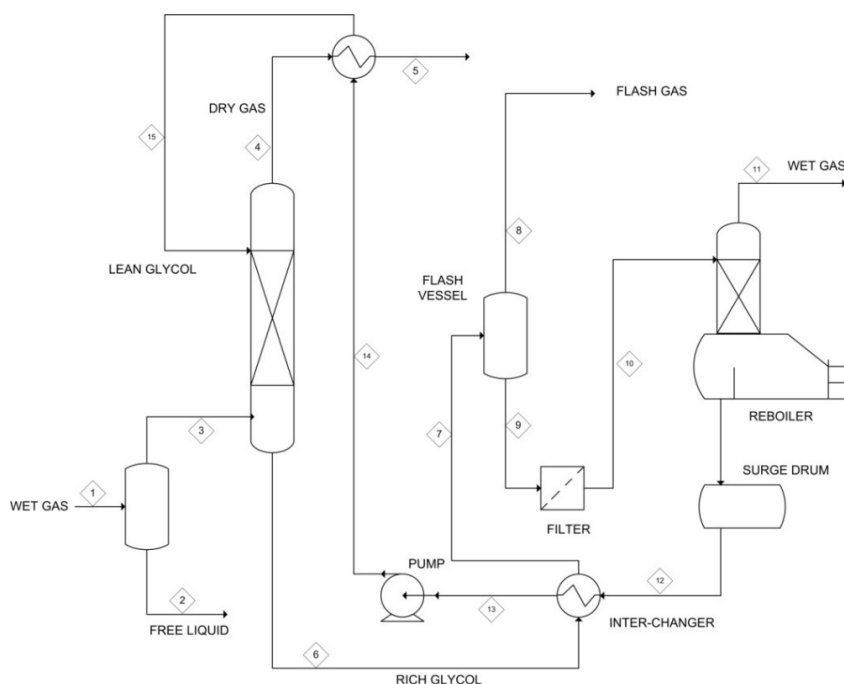 15
DRY GAS
4
5
FLASH GAS
8
11
WET GAS
LEAN GLYCOL
FLASH
VESSEL
14
10
3
7
9
REBOILER
1
WET GAS
SURGE DRUM
FILTER
2
FREE LIQUID
PUMP
13
12
INTER-CHANGER
6
RICH GLYCOL